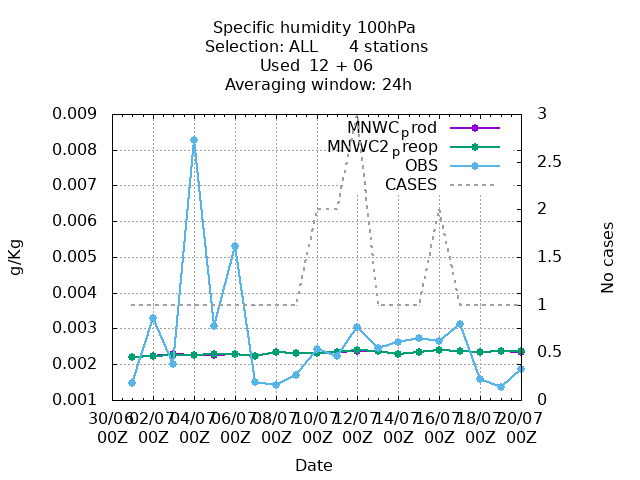 Specific humidity 100hPa
Selection: ALL      4 stations
Used  12 + 06
Averaging window: 24h
MNWC_prod
MNWC2_preop
OBS
CASES
0.009
0.008
0.007
0.006
0.005
0.004
0.003
0.002
0.001
3
2.5
2
1.5
1
0.5
0
g/Kg
No cases
30/06 02/07 04/07 06/07 08/07 10/07 12/07 14/07 16/07 18/07 20/07
00Z 00Z 00Z 00Z 00Z 00Z 00Z 00Z 00Z 00Z 00Z
Date